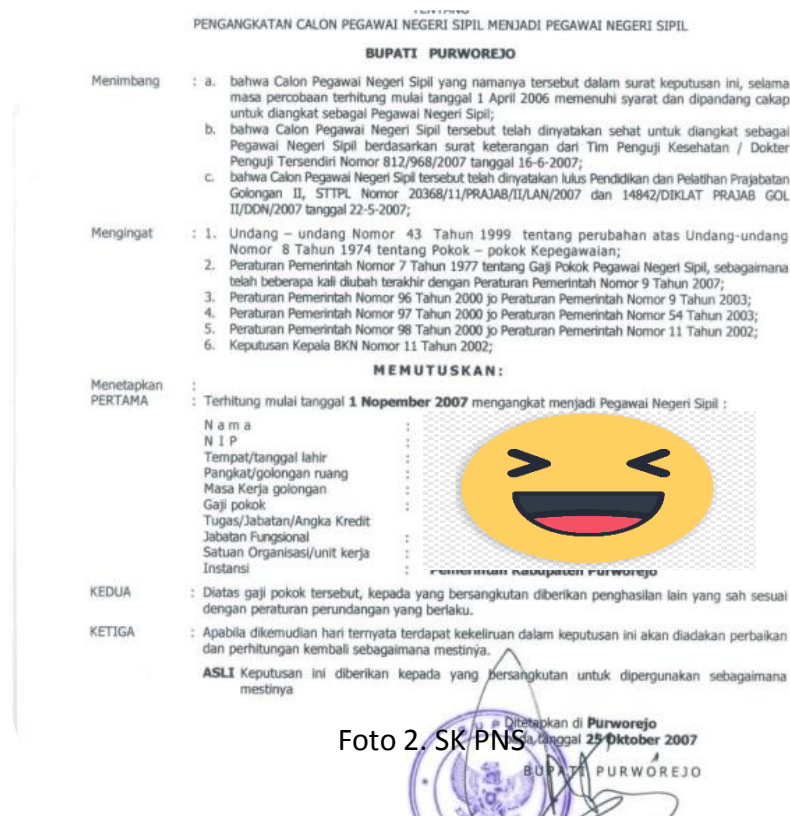 TENTANG
PENGANGKATAN CALON PEGAWAI NEGERI SIPIL MENJADI PEGAWAI NEGERI SIPIL
BUPATI PURWOREJO
Menimbang : a. bahwa Calon Pegawai Negeri Sipil yang namanya tersebut dalam surat keputusan ini, selama
masa percobaan terhitung mulai tanggal 1 April 2006 memenuhi syarat dan dipandang cakap
untuk diangkat sebagai Pegawai Negeri Sipil;
b. bahwa Calon Pegawai Negeri Sipil tersebut telah dinyatakan sehat untuk diangkat sebagai
Pegawai Negeri Sipil berdasarkan surat keterangan dari Tim Penguji Kesehatan / Dokter
Penguji Tersendiri Nomor 812/968/2007 tanggal 16-6-2007;
c. bahwa Calon Pegawai Negeri Sipil tersebut telah dinyatakan lulus Pendidikan dan Pelatihan Prajabatan
Golongan II, STTPL Nomor 20368/11/PRAJAB/II/LAN/2007 dan 14842/DIKLAT PRAJAB GOL
II/DDN/2007 tanggal 22-5-2007;
Mengingat : 1. Undang – undang Nomor 43 Tahun 1999 tentang perubahan atas Undang-undang
Nomor 8 Tahun 1974 tentang Pokok – pokok Kepegawaian;
2. Peraturan Pemerintah Nomor 7 Tahun 1977 tentang Gaji Pokok Pegawai Negeri Sipil, sebagaimana
telah beberapa kali diubah terakhir dengan Peraturan Pemerintah Nomor 9 Tahun 2007;
3. Peraturan Pemerintah Nomor 96 Tahun 2000 jo Peraturan Pemerintah Nomor 9 Tahun 2003;
4. Peraturan Pemerintah Nomor 97 Tahun 2000 jo Peraturan Pemerintah Nomor 54 Tahun 2003;
5. Peraturan Pemerintah Nomor 98 Tahun 2000 jo Peraturan Pemerintah Nomor 11 Tahun 2002;
6. Keputusan Kepala BKN Nomor 11 Tahun 2002;
MEMUTUSKAN:
Menetapkan :
PERTAMA : Terhitung mulai tanggal 1 Nopember 2007 mengangkat menjadi Pegawai Negeri Sipil :
N a m a :
N I P :
Tempat/tanggal lahir :
Pangkat/golongan ruang :
Masa Kerja golongan :
Gaji pokok :
Tugas/Jabatan/Angka Kredit
Jabatan Fungsional :
Satuan Organisasi/unit kerja :
Instansi : Pemerintah Kabupaten Purworejo
KEDUA : Diatas gaji pokok tersebut, kepada yang bersangkutan diberikan penghasilan lain yang sah sesuai
dengan peraturan perundangan yang berlaku.
KETIGA : Apabila dikemudian hari ternyata terdapat kekeliruan dalam keputusan ini akan diadakan perbaikan
dan perhitungan kembali sebagaimana mestinya.
ASLI Keputusan ini diberikan kepada yang bersangkutan untuk dipergunakan sebagaimana
mestinya
Ditetapkan di Purworejo
pada tanggal 25 Oktober 2007
Foto 2. SK PNS
BUPATI PURWOREJO